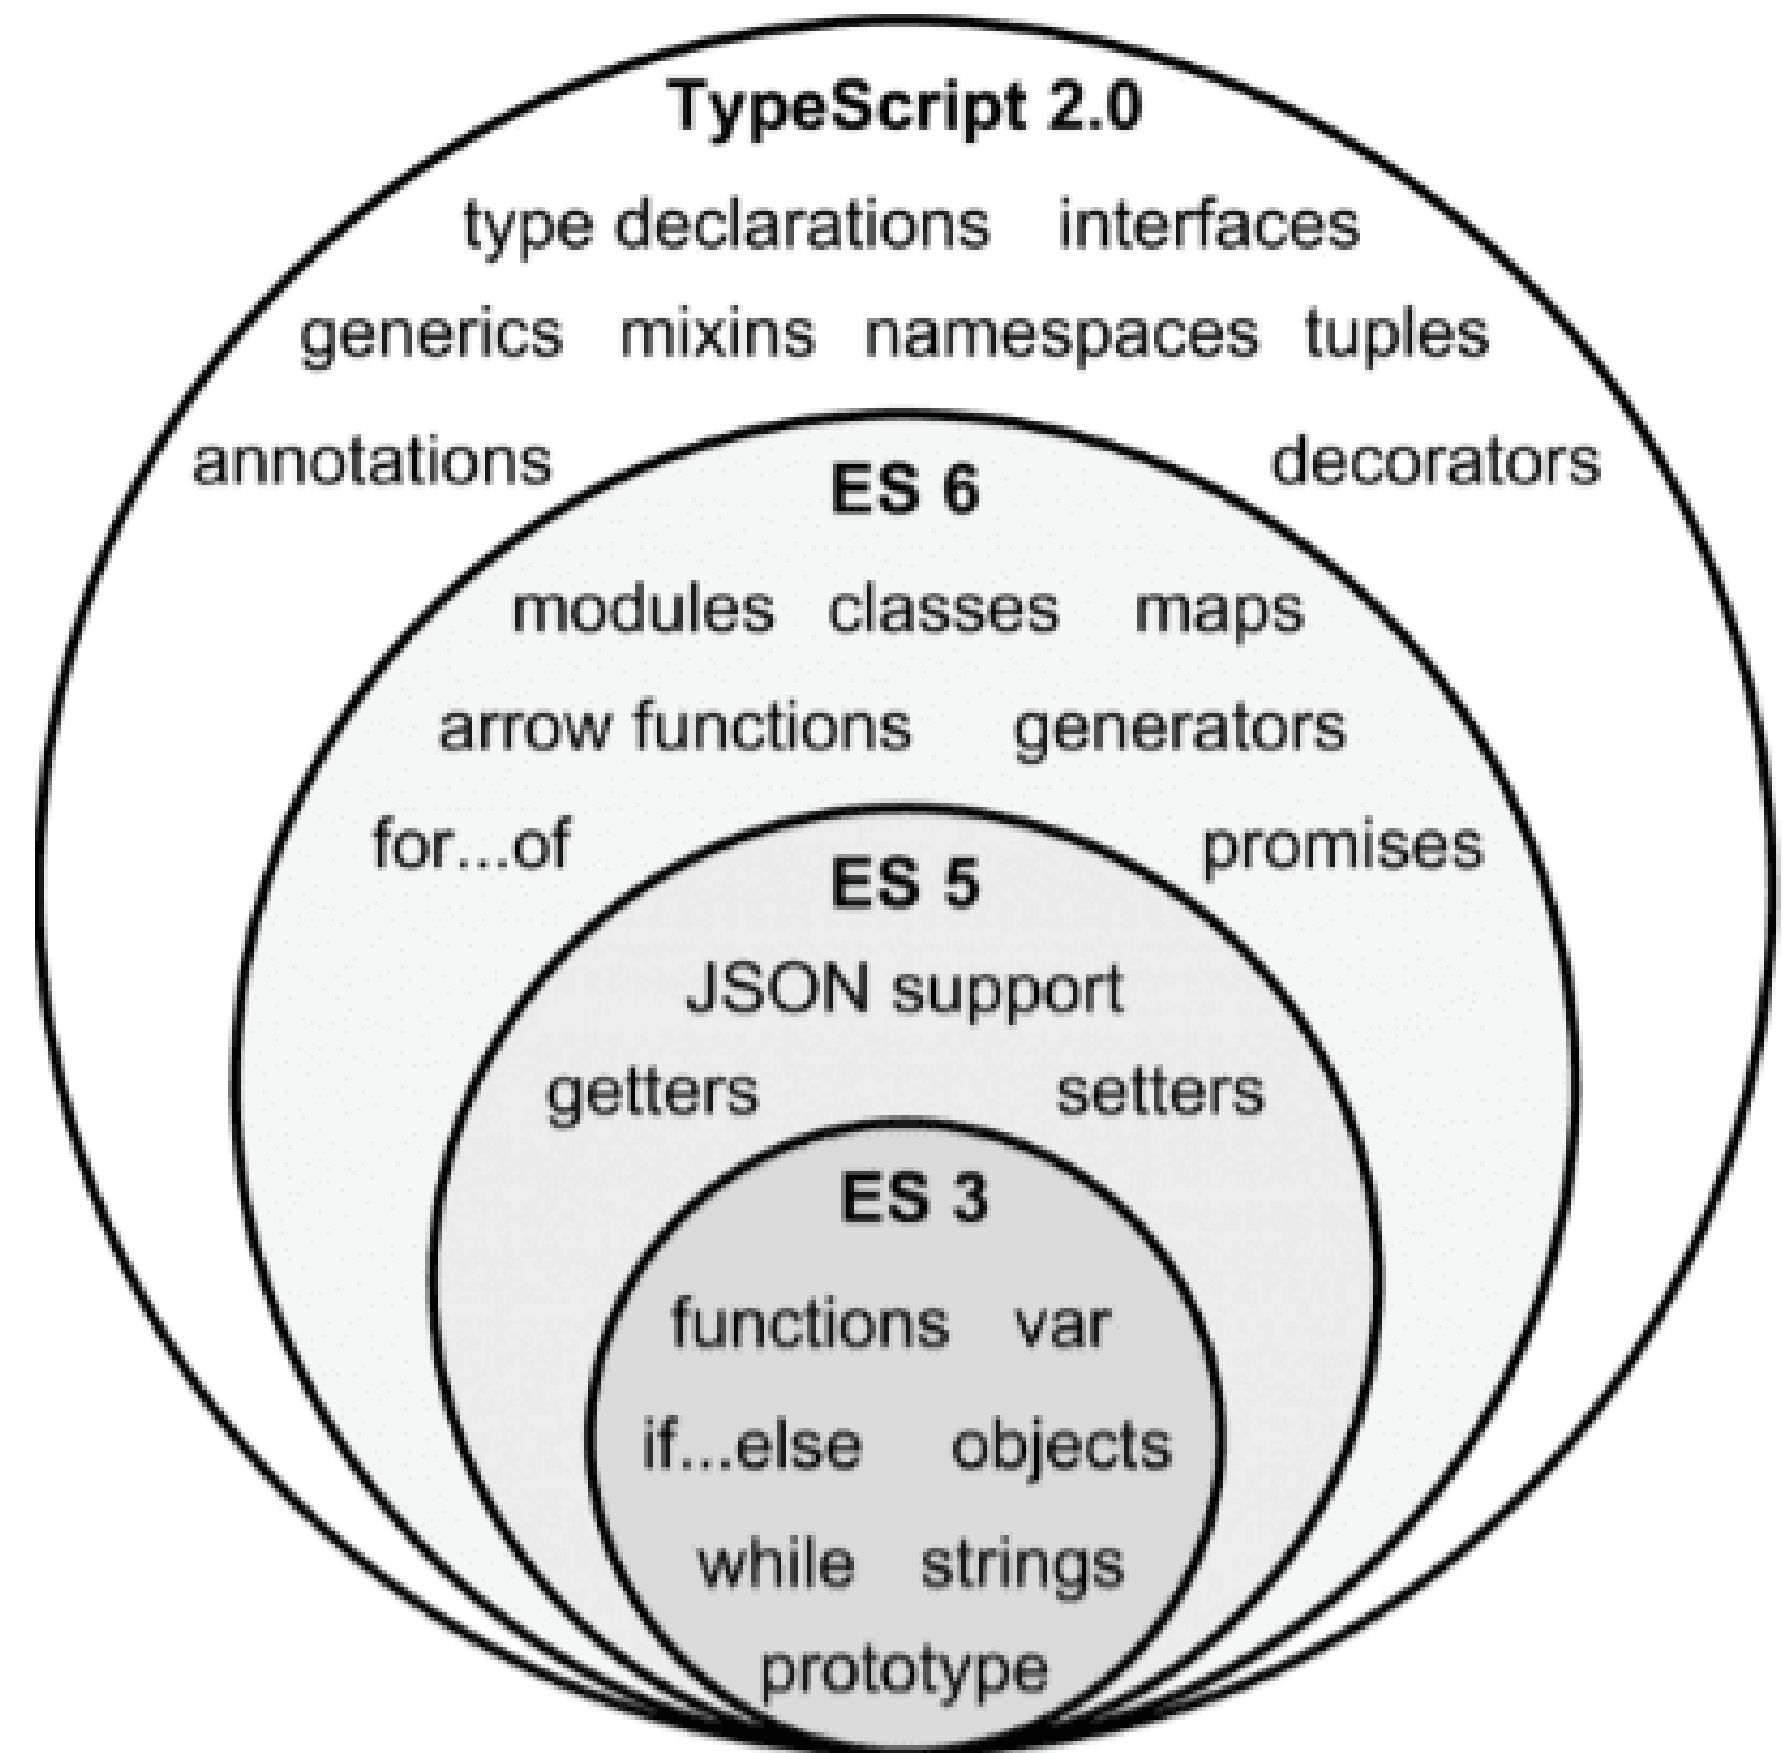 TypeScript 2.0
type declarations interfaces
generics mixins namespaces tuples
annotations decorators
ES 6
modules classes maps
arrow functions generators
for...of promises
ES 5
JSON support
getters setters
ES 3
functions var
if...else objects
while strings
prototype